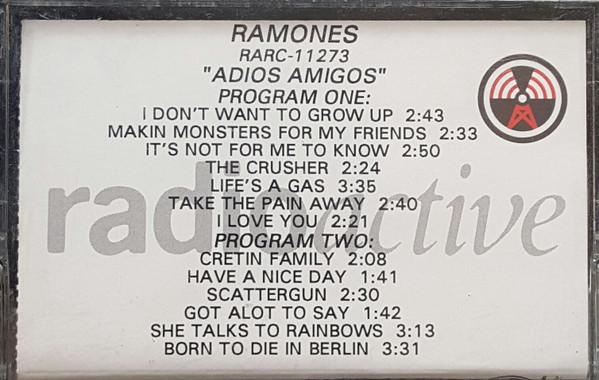 RAMONES
RARC-11273
"ADIOS AMIGOS"
PROGRAM ONE:
I DON'T WANT TO GROW UP 2:43
MAKIN MONSTERS FOR MY FRIENDS 2:33
IT'S NOT FOR ME TO KNOW 2:50
THE CRUSHER 2:24
LIFE'S A GAS 3:35
TAKE THE PAIN AWAY 2:40
I LOVE YOU 2:21
radioactive
PROGRAM TWO:
CRETIN FAMILY 2:08
HAVE A NICE DAY 1:41
SCATTERGUN 2:30
GOT ALOT TO SAY 1:42
SHE TALKS TO RAINBOWS 3:13
BORN TO DIE IN BERLIN 3:31